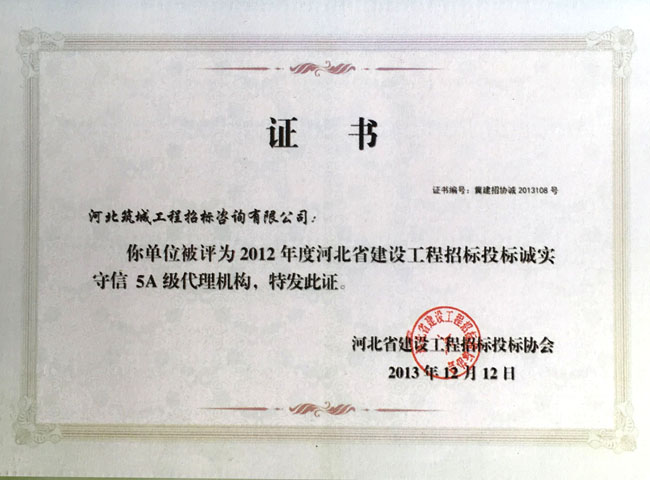 证 书
证书编号：冀建招协诚 2013108 号
河北筑城工程招标咨询有限公司：
你单位被评为 2012 年度河北省建设工程招标投标诚实
守信 5A 级代理机构，特发此证。
河北省建设工程招标投标协会
2013 年 12 月 12 日